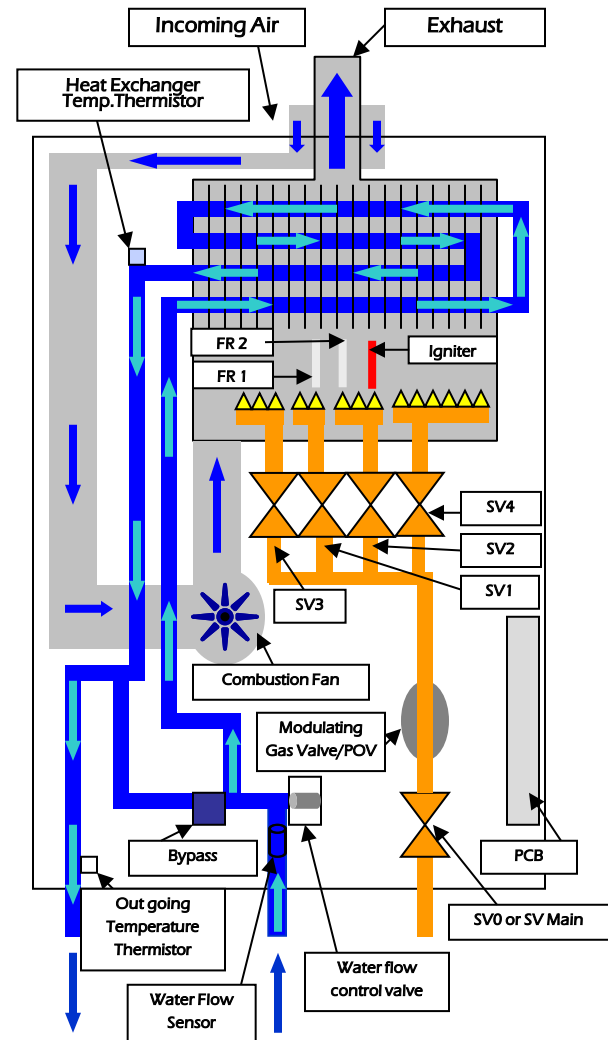 Incoming Air
Exhaust
Heat Exchanger
Temp.Thermistor
FR 2
Igniter
FR 1
SV4
SV2
SV1
SV3
Combustion Fan
Modulating
Gas Valve/POV
Bypass
PCB
Out going
Temperature
Thermistor
SV0 or SV Main
Water flow
control valve
Water Flow
Sensor